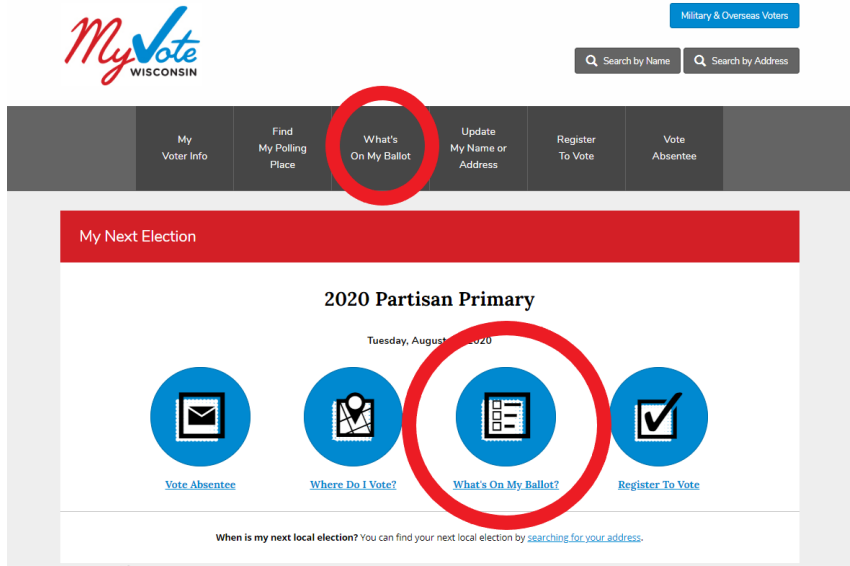 Military & Overseas Voters
My Vote
WISCONSIN
Search by Name
Search by Address
My
Voter Info
Find
My Polling
Place
What's
On My Ballot
Update
My Name or
Address
Register
To Vote
Vote
Absentee
My Next Election
2020 Partisan Primary
Tuesday, August 2020
Vote Absentee
Where Do I Vote?
What's On My Ballot?
Register To Vote
When is my next local election? You can find your next local election by searching for your address.